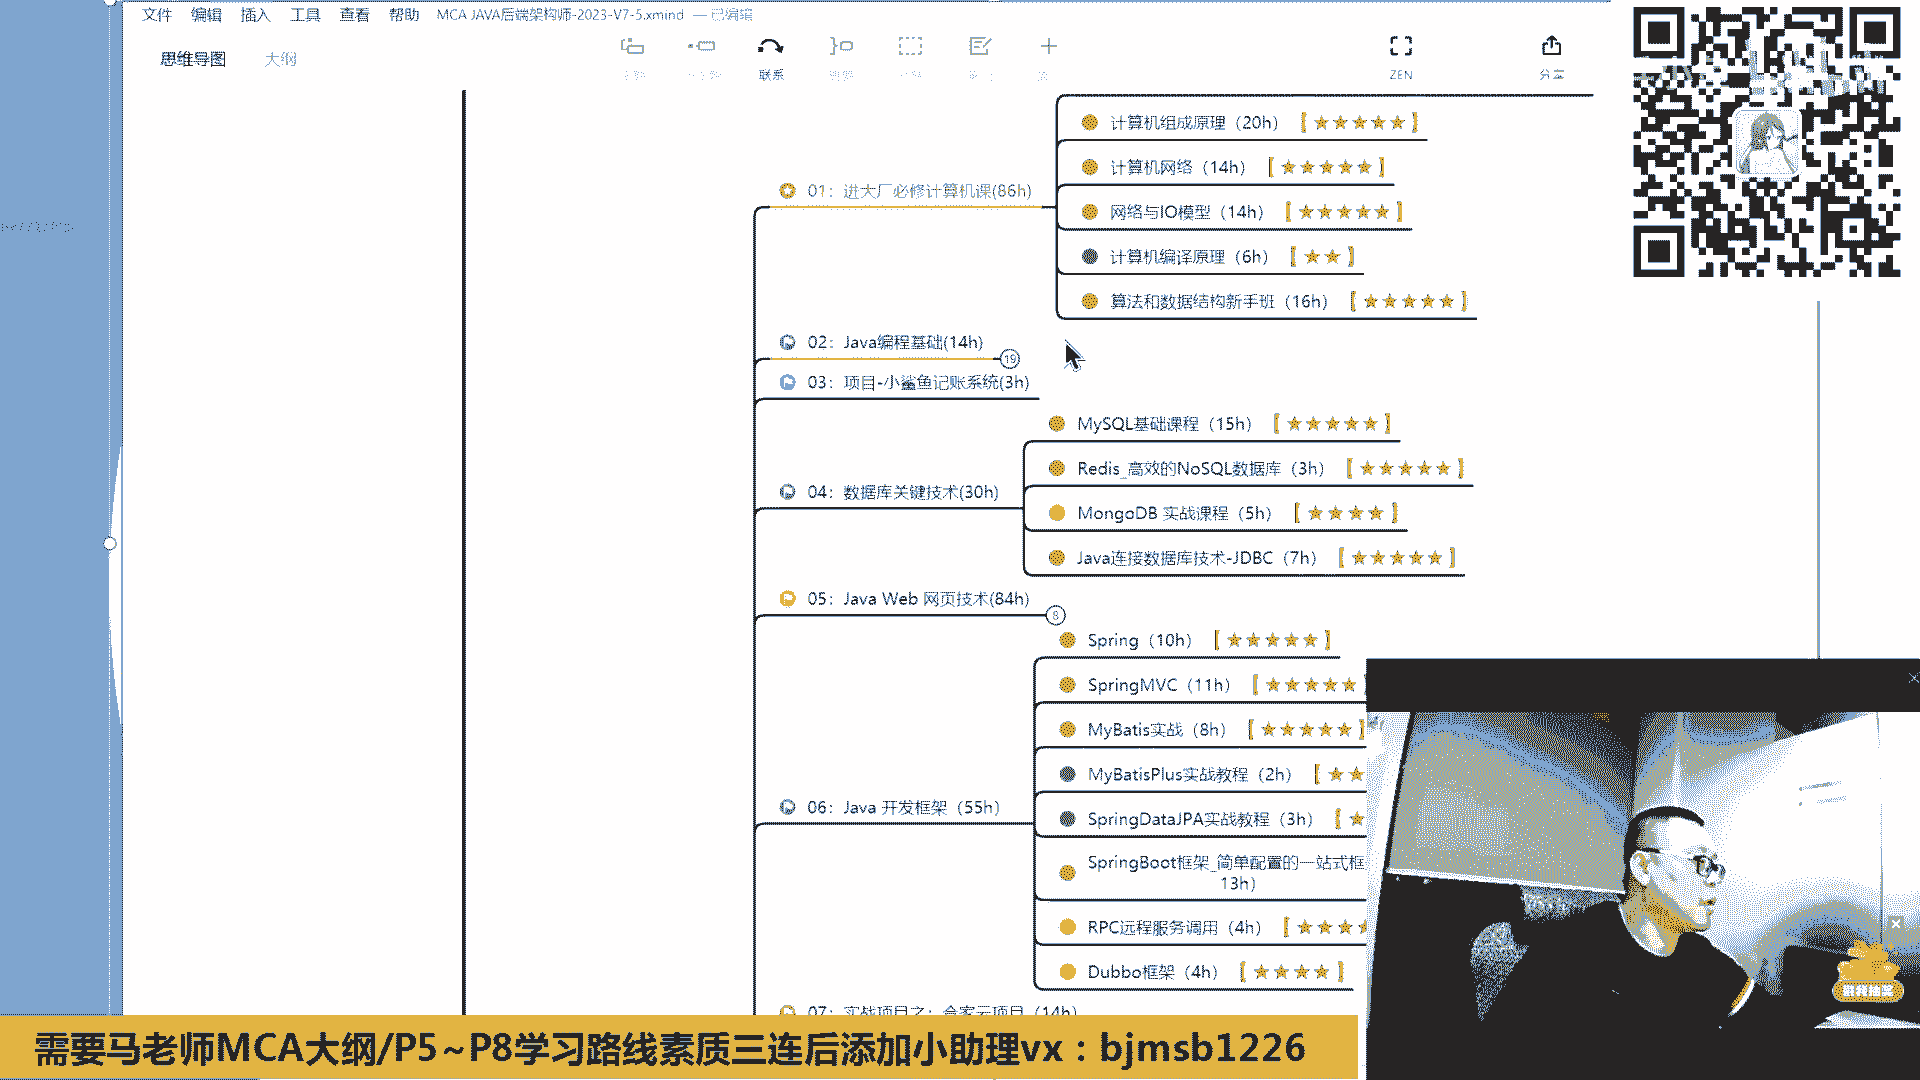 文件 编辑 插入 工具 查看 帮助 MCA JAVA后端架构师-2023-V7-5.xmind — 已编辑
思维导图 大纲
联系 ZEN 分享
计算机组成原理（20h）【★★★★★】
计算机网络（14h）【★★★★★】
01：进大厂必修计算机课(86h)
网络与IO模型（14h）【★★★★★】
计算机编译原理（6h）【★★】
算法和数据结构新手班（16h）【★★★★★】
02：Java编程基础(14h) 19
03：项目-小鲨鱼记账系统(3h)
MySQL基础课程（15h）【★★★★★】
Redis_高效的NoSQL数据库（3h）【★★★★★】
04：数据库关键技术(30h)
MongoDB 实战课程（5h）【★★★★】
Java连接数据库技术-JDBC（7h）【★★★★★】
05：Java Web 网页技术(84h) 8
Spring（10h）【★★★★★】
SpringMVC（11h）【★★★★★
MyBatis实战（8h）【★★★★★】
MyBatisPlus实战教程（2h）【★★
06：Java 开发框架（55h）
SpringDataJPA实战教程（3h）【★
SpringBoot框架_简单配置的一站式框
13h）
RPC远程服务调用（4h）【★★★★
Dubbo框架（4h）【★★★★】
07：实战项目之：合家云项目（14h）
需要马老师MCA大纲/P5~P8学习路线素质三连后添加小助理vx：bjmsb1226